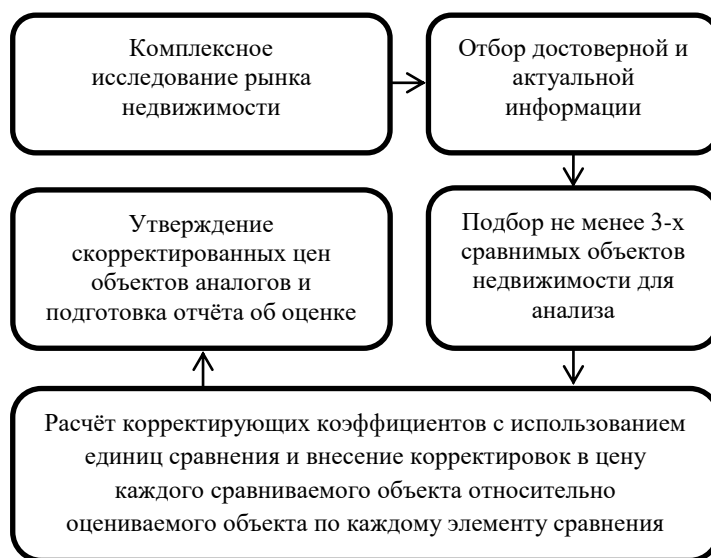 Комплексное
исследование рынка
недвижимости
Отбор достоверной и
актуальной
информации
Подбор не менее 3-х
сравнимых объектов
недвижимости для
анализа
Расчёт корректирующих коэффициентов с использованием
единиц сравнения и внесение корректировок в цену
каждого сравниваемого объекта относительно
оцениваемого объекта по каждому элементу сравнения
Утверждение
скорректированных цен
объектов аналогов и
подготовка отчёта об оценке